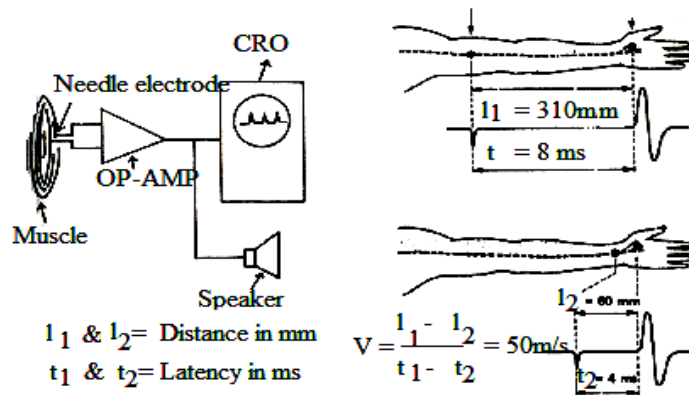 CRO
Needle electrode
OP-AMP
Muscle
Speaker
l1 & l2= Distance in mm
t1 & t2= Latency in ms
l1 = 310mm
t = 8 ms
l2 = 60 mm
t2= 4 ms
V = l1 - l2 / t1 - t2 = 50m/s